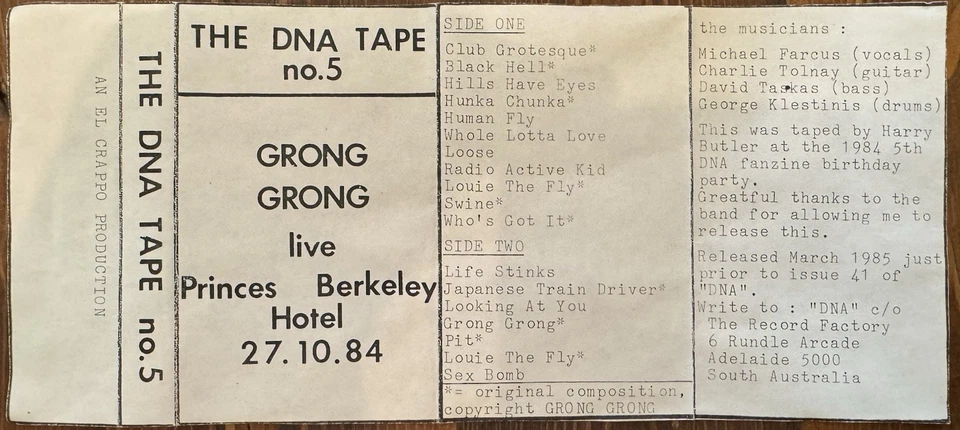 AN EL CRAPPO PRODUCTION
THE DNA TAPE no.5
THE DNA TAPE
no.5
GRONG
GRONG
live
Princes Berkeley
Hotel
27.10.84
SIDE ONE
Club Grotesque*
Black Hell*
Hills Have Eyes
Hunka Chunka*
Human Fly
Whole Lotta Love
Loose
Radio Active Kid
Louie The Fly*
Swine*
Who's Got It*
SIDE TWO
Life Stinks
Japanese Train Driver*
Looking At You
Grong Grong*
Pit*
Louie The Fly*
Sex Bomb
*= original composition,
copyright GRONG GRONG
the musicians :
Michael Farcus (vocals)
Charlie Tolnay (guitar)
David Taskas (bass)
George Klestinis (drums)
This was taped by Harry
Butler at the 1984 5th
DNA fanzine birthday
party.
Greatful thanks to the
band for allowing me to
release this.
Released March 1985 just
prior to issue 41 of
"DNA".
Write to : "DNA" c/o
The Record Factory
6 Rundle Arcade
Adelaide 5000
South Australia